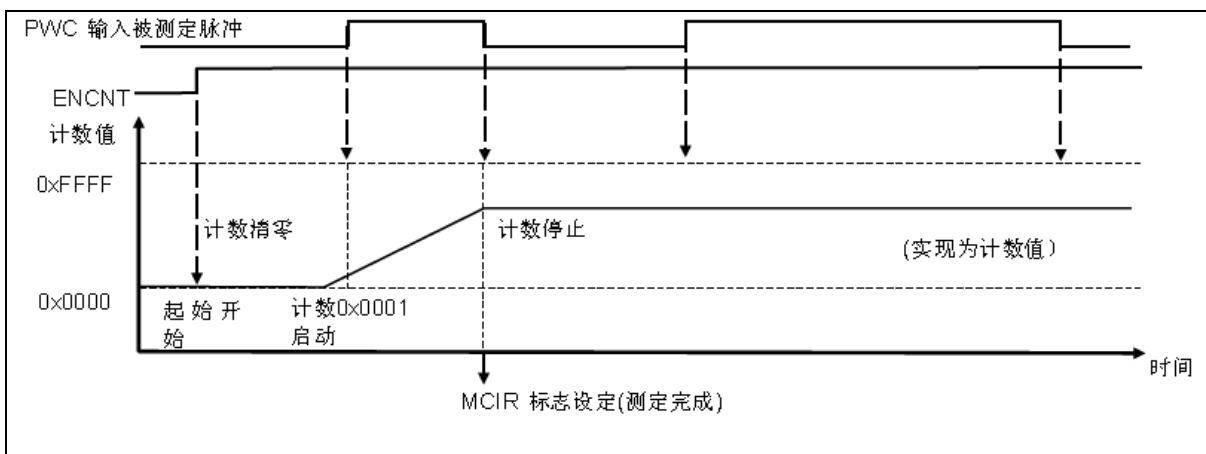 PWC 输入被测定脉冲
ENCNT
计数值
0xFFFF
计数清零
计数停止
(实现为计数值）
0x0000
起始开
始
计数0x0001
启动
时间
MCIR 标志设定(测定完成)